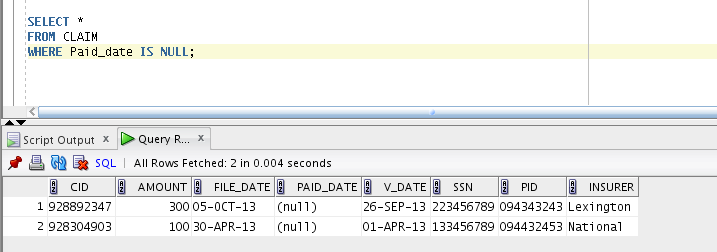 SELECT *
FROM CLAIM
WHERE Paid_date IS NULL;
Script Output x Query R... x
SQL All Rows Fetched: 2 in 0.004 seconds
CID AMOUNT FILE_DATE PAID_DATE V_DATE SSN PID INSURER
1 928892347 300 05-OCT-13 (null) 26-SEP-13 223456789 094343243 Lexington
2 928304903 100 30-APR-13 (null) 01-APR-13 133456789 094432453 National